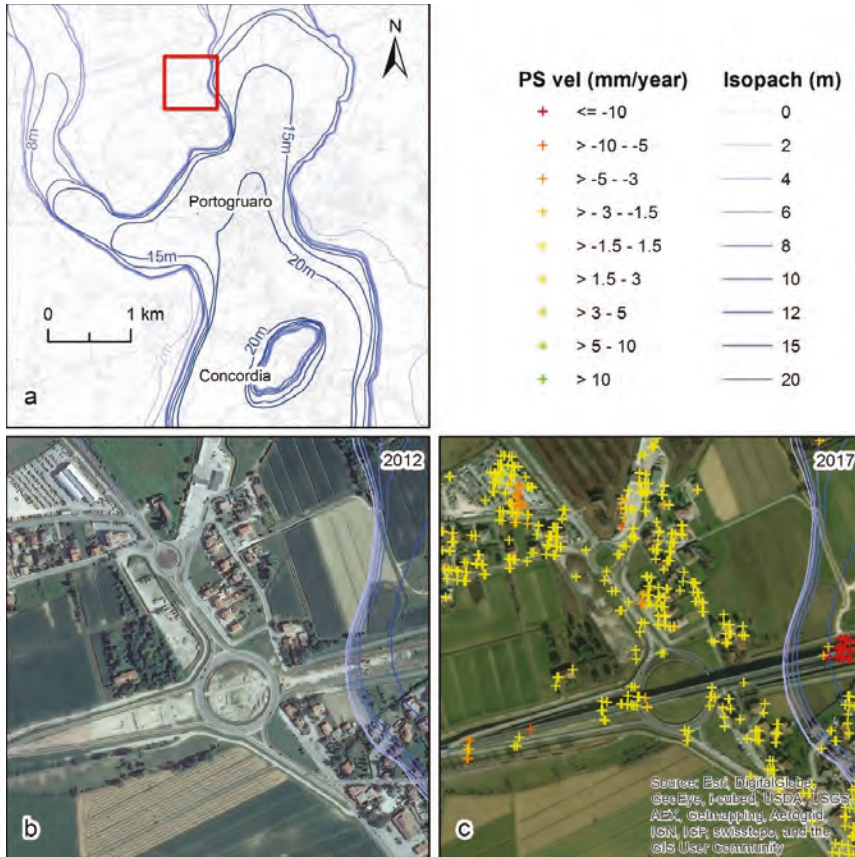 N
8m
15m
Portogruaro
15m
20m
0 1 km
2m
20m
Concordia
a
PS vel (mm/year)
<= -10
> -10 - -5
> -5 - -3
> - 3 - -1.5
> -1.5 - 1.5
> 1.5 - 3
> 3 - 5
> 5 - 10
> 10
Isopach (m)
0
2
4
6
8
10
12
15
20
2012
b
2017
c
Source: Esri, DigitalGlobe,
GeoEye, i-cubed, USDA, USGS,
AEX, Getmapping, Aerogrid,
IGN, IGP, swisstopo, and the
GIS User Community